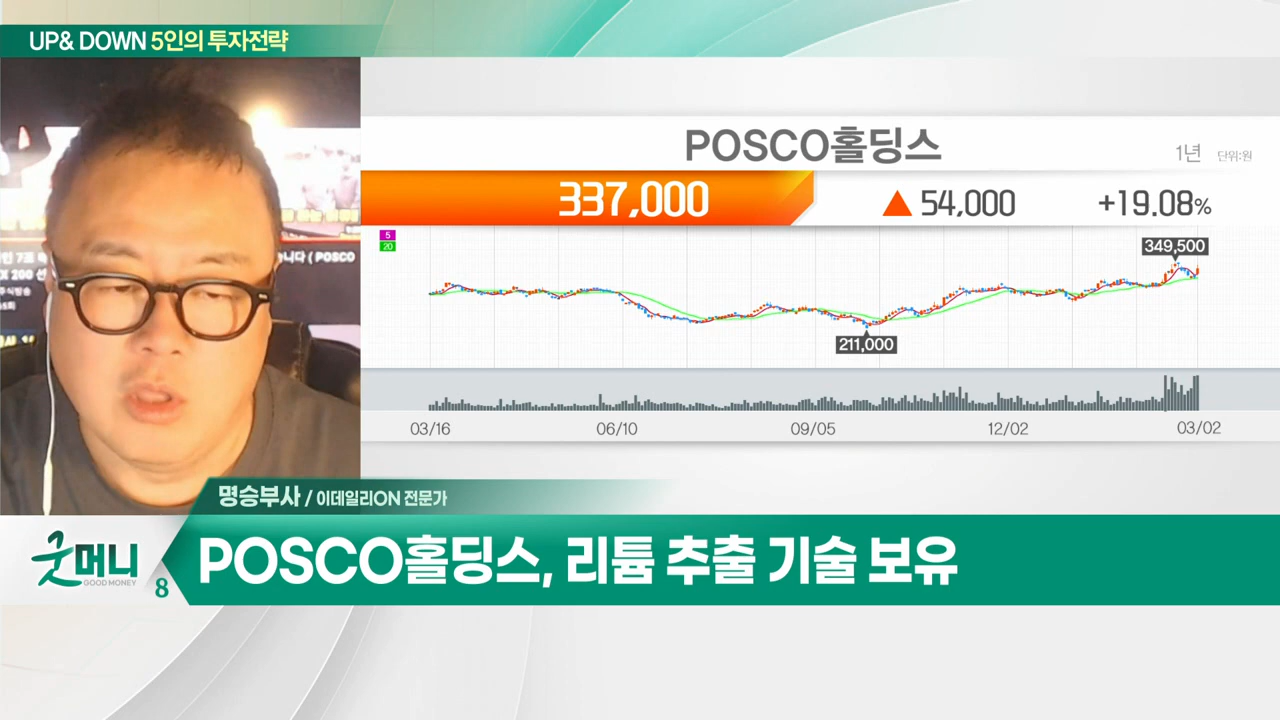 UP& DOWN 5인의 투자전략
POSCO홀딩스
1년 단위:원
337,000 ▲ 54,000 +19.08%
5
20
349,500
211,000
03/16 06/10 09/05 12/02 03/02
니다 ( POSCO
명승부사 / 이데일리ON 전문가
굿머니
GOOD MONEY
8
POSCO홀딩스, 리튬 추출 기술 보유